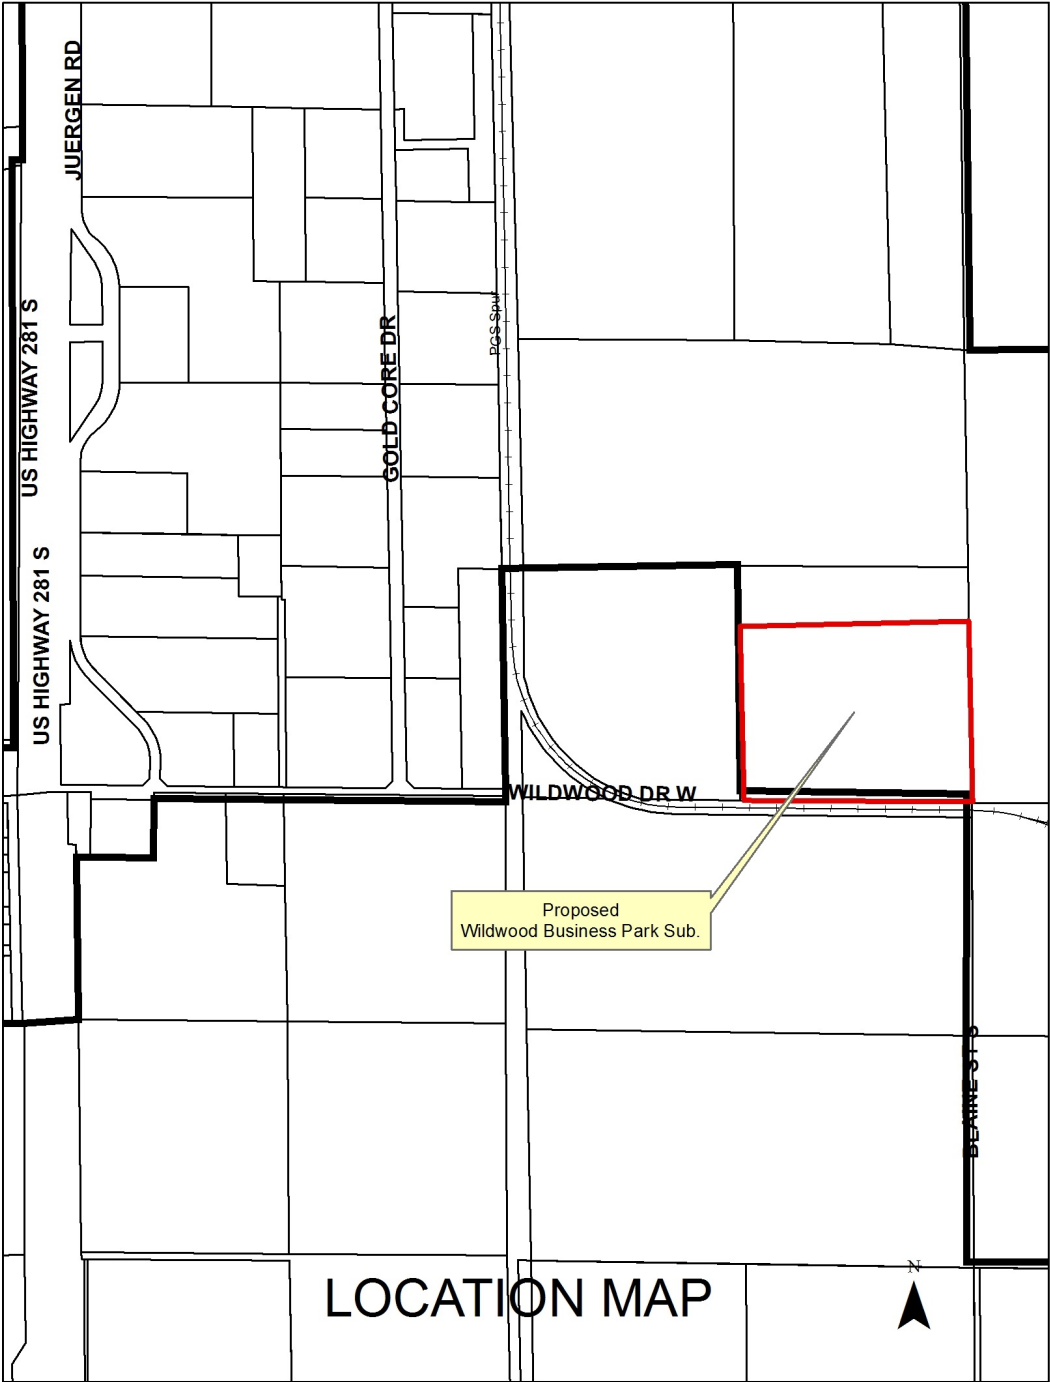 JUERGEN RD
US HIGHWAY 281 S
GOLD CORE DR
PGS Spur
US HIGHWAY 281 S
WILDWOOD DR W
Proposed
Wildwood Business Park Sub.
BLAINE ST S
N
LOCATION MAP